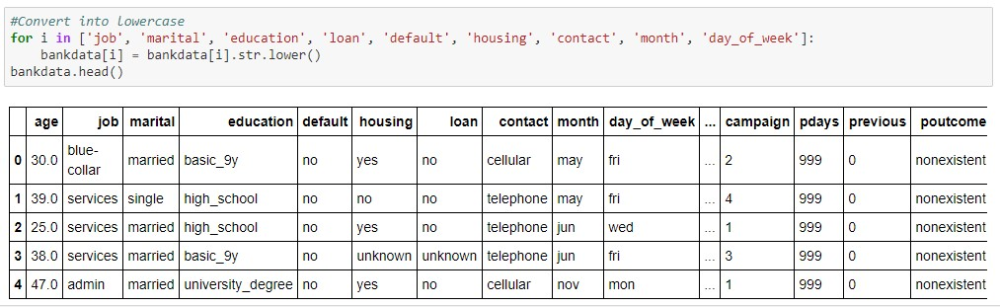 #Convert into Lowercase
for i in ['job', 'marital', 'education', 'loan', 'default', 'housing', 'contact', 'month', 'day_of_week']:
    bankdata[i] = bankdata[i].str.lower()
bankdata.head()
age job marital education default housing loan contact month day_of_week ... campaign pdays previous poutcome
0 30.0 blue-collar married basic_9y no yes no cellular may fri ... 2 999 0 nonexistent
1 39.0 services single high_school no no no telephone may fri ... 4 999 0 nonexistent
2 25.0 services married high_school no yes no telephone jun wed ... 1 999 0 nonexistent
3 38.0 services married basic_9y no unknown unknown telephone jun fri ... 3 999 0 nonexistent
4 47.0 admin married university_degree no yes no cellular nov mon ... 1 999 0 nonexistent